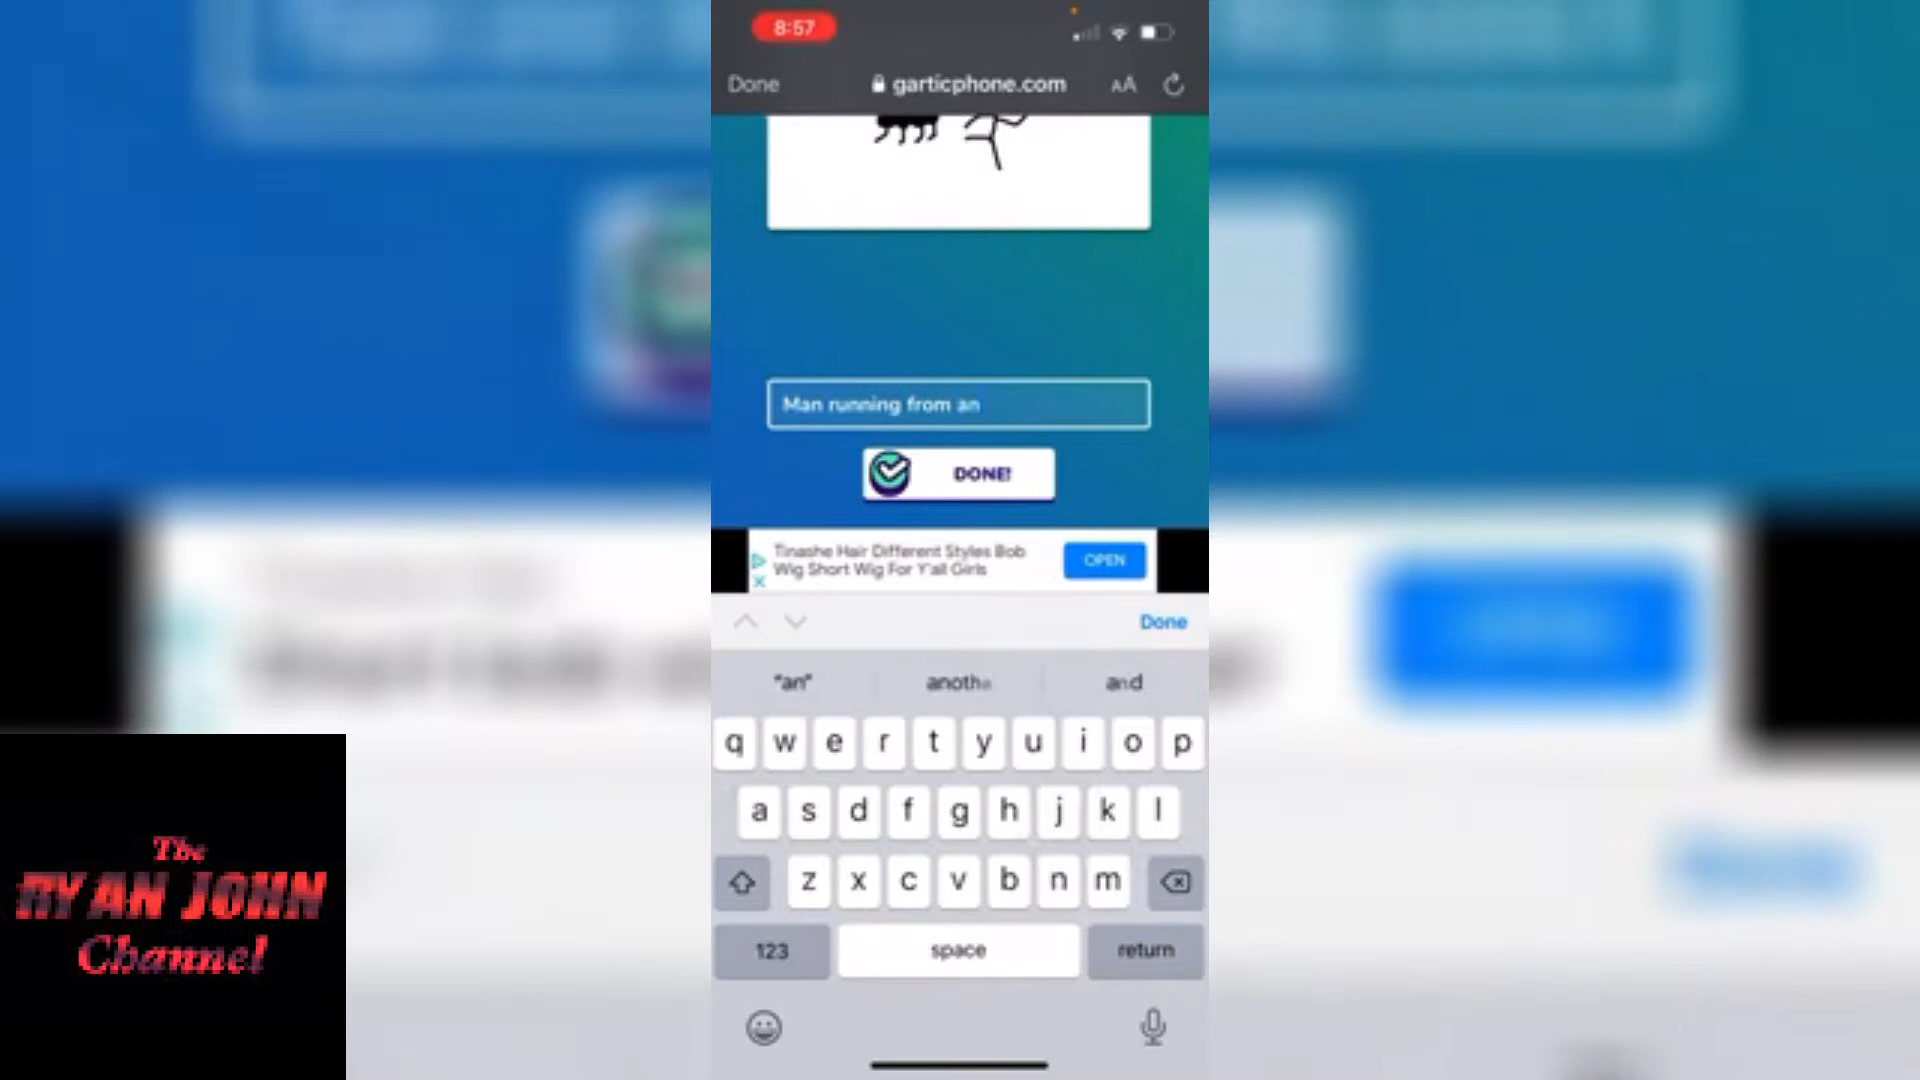 8:57
Done garticphone.com AA
Man running from an
DONE!
Tinashe Hair Different Styles Bob
Wig Short Wig For Y'all Girls
OPEN
Done
"an" anothe and
q w e r t y u i o p
a s d f g h j k l
z x c v b n m
123 space return
The
RYAN JOHN
Channel